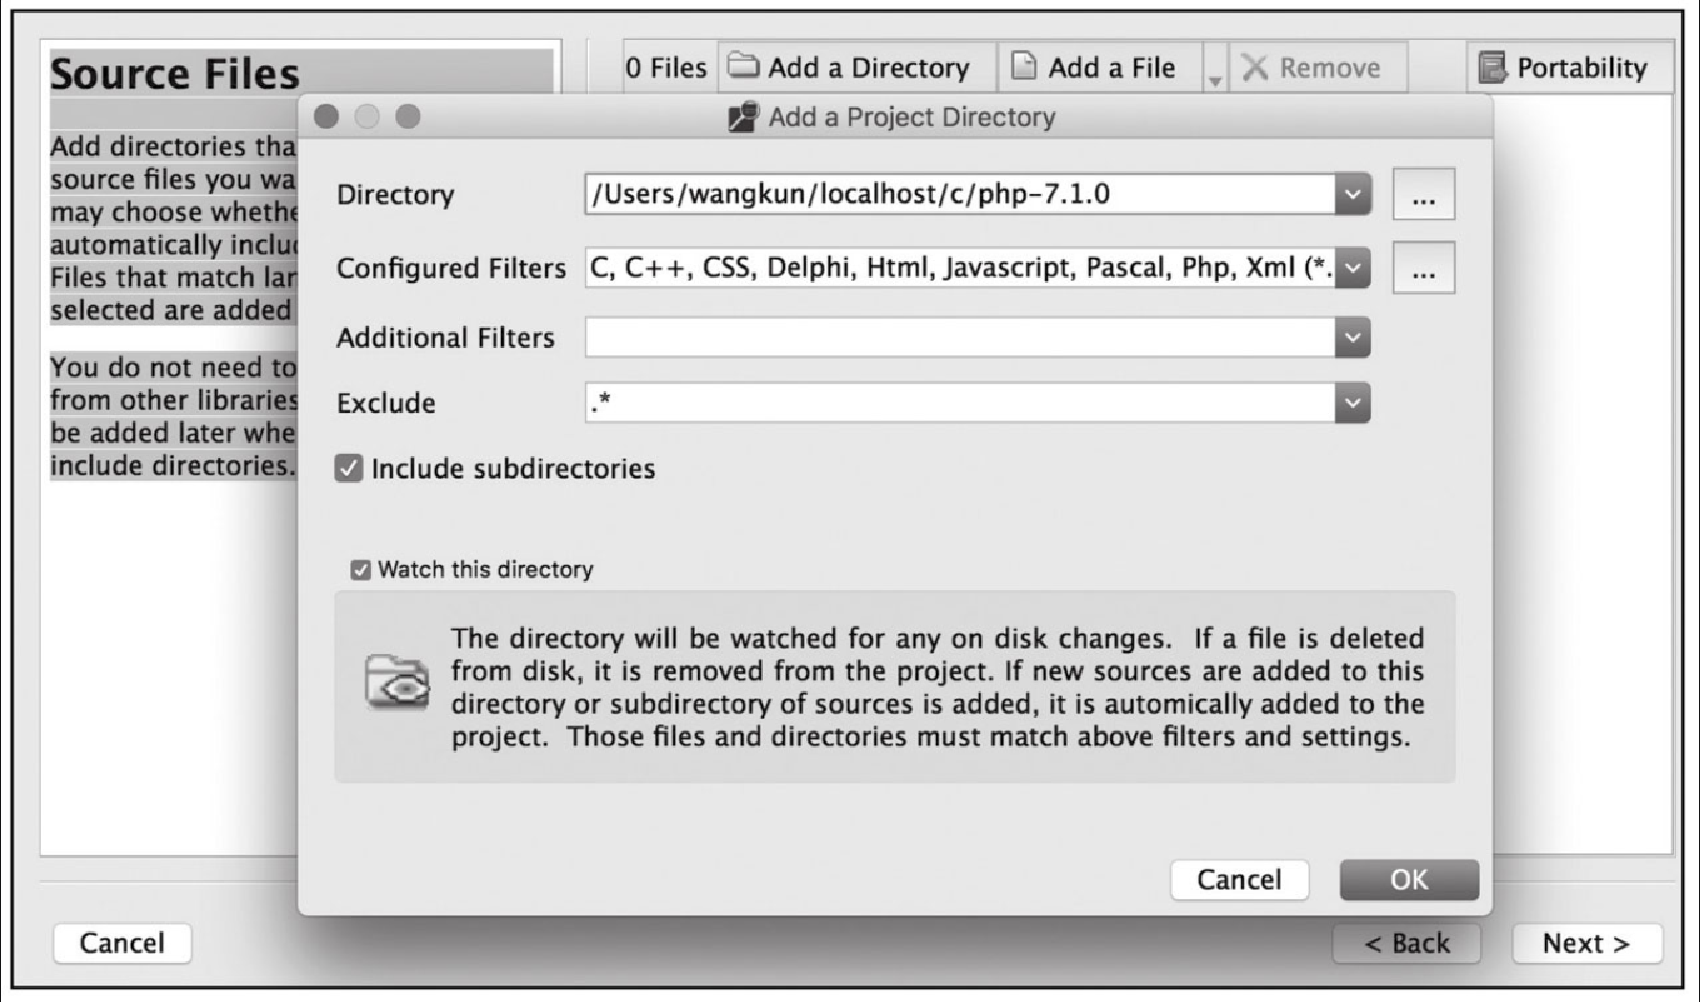 Source Files
0 Files
Add a Directory
Add a File
Remove
Portability
Add directories tha
source files you wa
may choose whethe
automatically includ
Files that match lan
selected are added
You do not need to
from other libraries
be added later whe
include directories.
Add a Project Directory
Directory
/Users/wangkun/localhost/c/php-7.1.0
...
Configured Filters
C, C++, CSS, Delphi, Html, Javascript, Pascal, Php, Xml (*.
...
Additional Filters
Exclude
.*
Include subdirectories
Watch this directory
The directory will be watched for any on disk changes. If a file is deleted
from disk, it is removed from the project. If new sources are added to this
directory or subdirectory of sources is added, it is automically added to the
project. Those files and directories must match above filters and settings.
Cancel
OK
Cancel
< Back
Next >